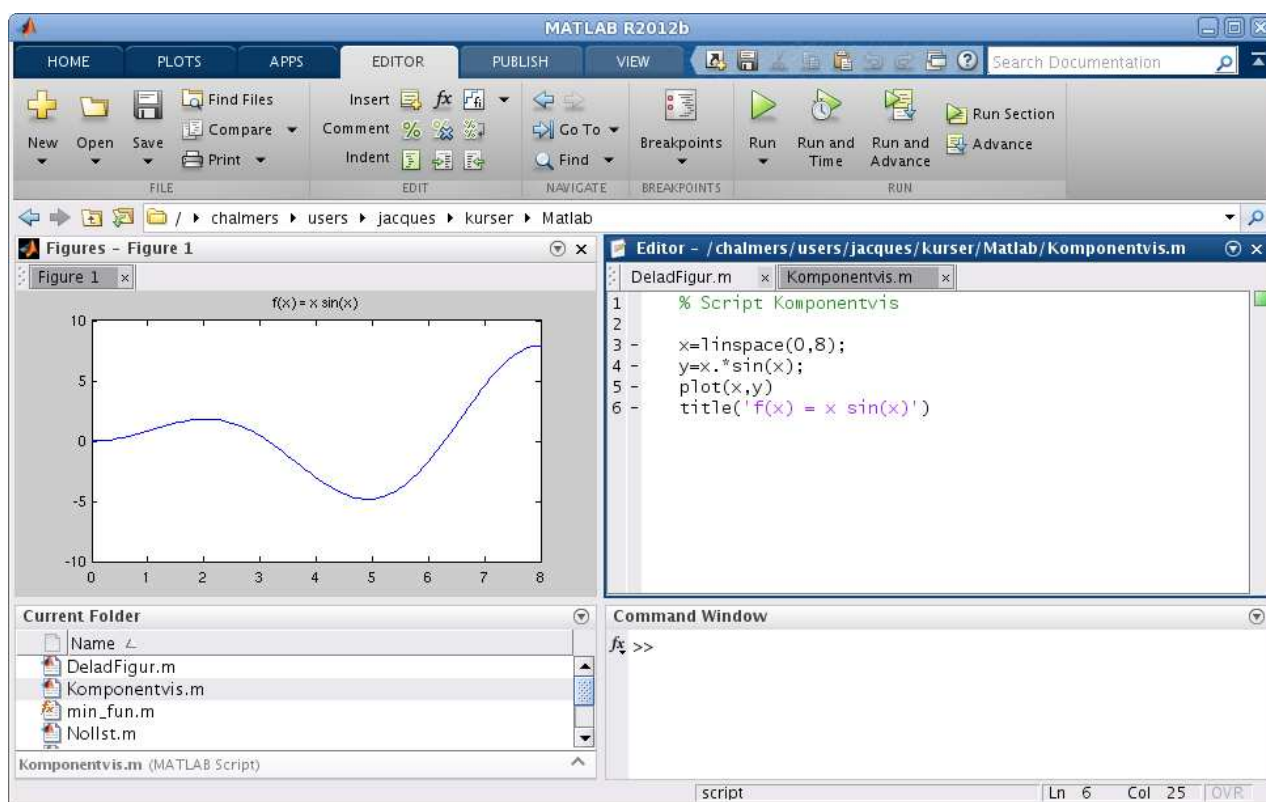 MATLAB R2012b
HOME PLOTS APPS EDITOR PUBLISH VIEW Search Documentation
Find Files Insert fx
Compare Comment % Go To Breakpoints Run Section
New Open Save Print Indent Find Run Run and Time Run and Advance Advance
FILE EDIT NAVIGATE BREAKPOINTS RUN
/ chalmers users jacques kurser Matlab
Figures - Figure 1
Figure 1
f(x) = x sin(x)
10
5
0
-5
-10
0 1 2 3 4 5 6 7 8
Editor - /chalmers/users/jacques/kurser/Matlab/Komponentvis.m
DeladFigur.m Komponentvis.m
1 % Script Komponentvis
2
3 - x=linspace(0,8);
4 - y=x.*sin(x);
5 - plot(x,y)
6 - title('f(x) = x sin(x)')
Current Folder
Name
DeladFigur.m
Komponentvis.m
min_fun.m
Nollst.m
Komponentvis.m (MATLAB Script)
Command Window
fx >>
script Ln 6 Col 25 OVR